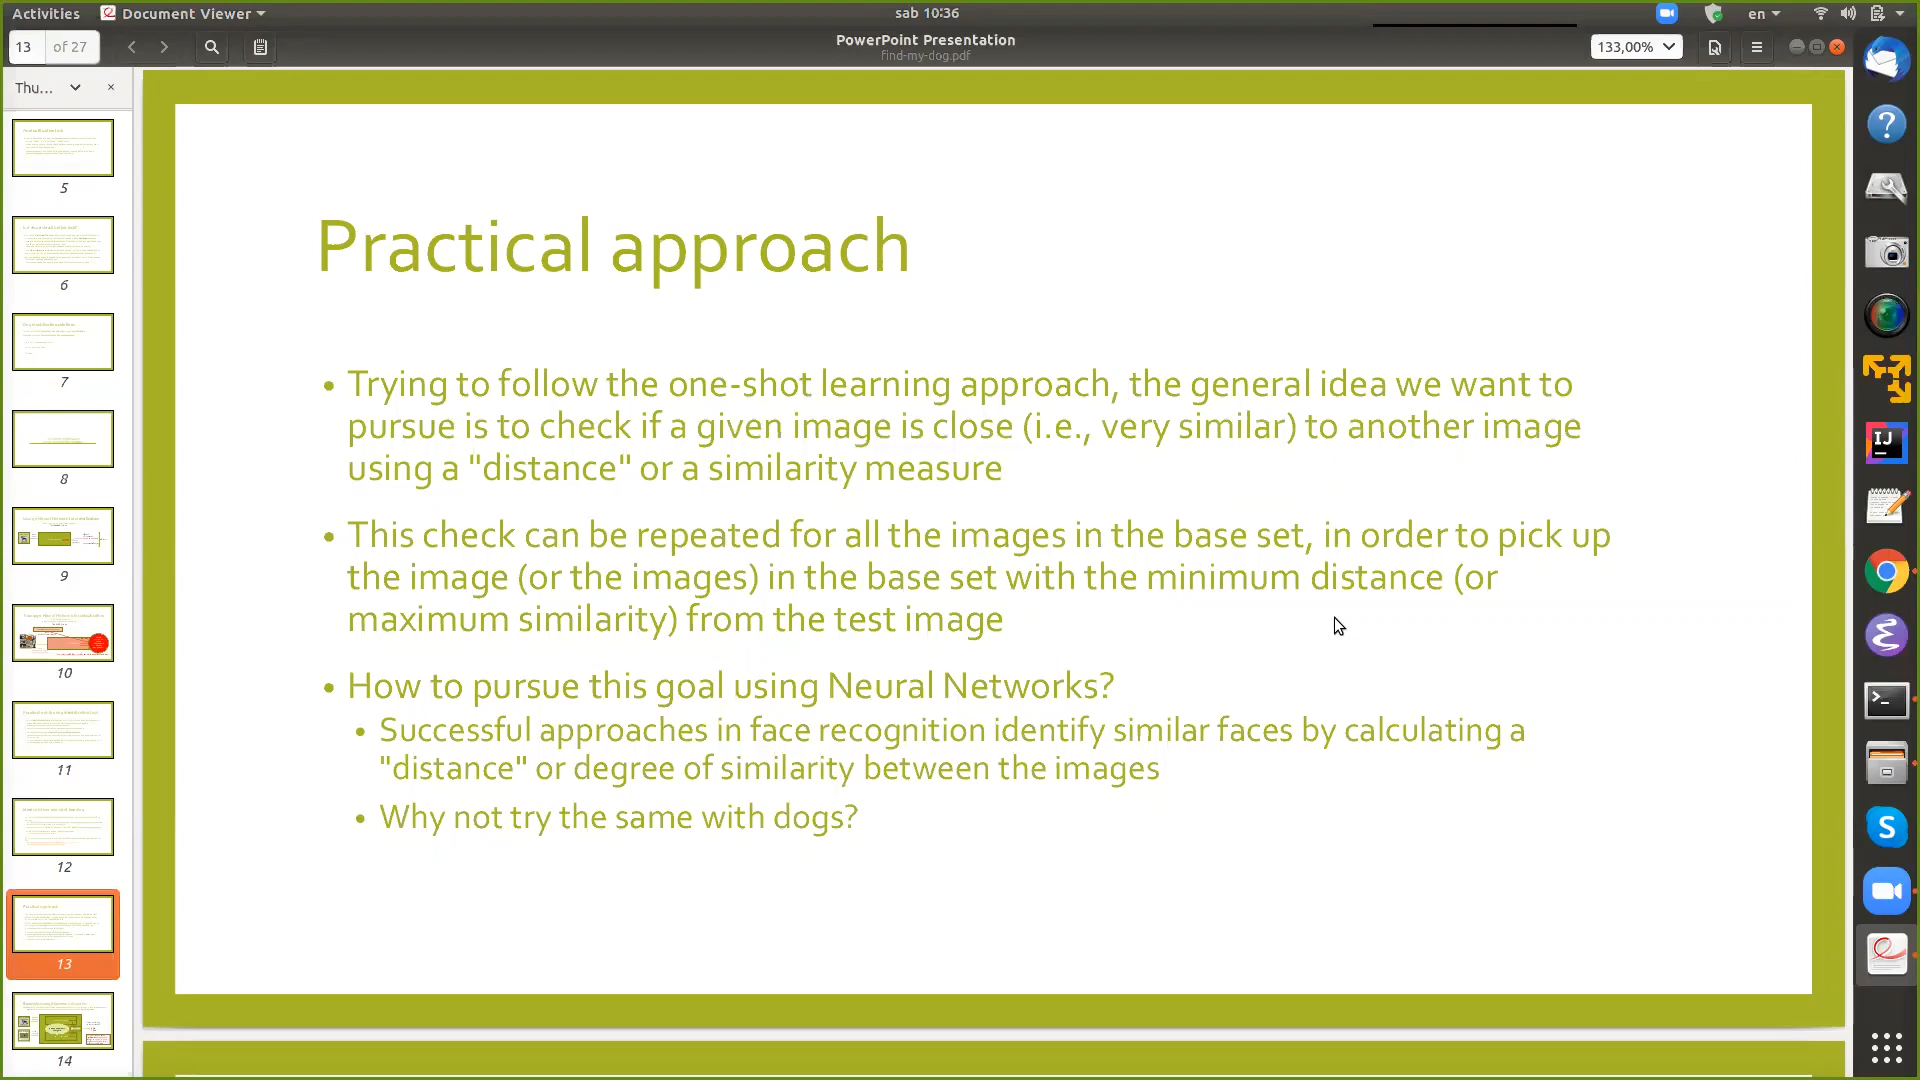 Activities
Document Viewer
sab 10:36
en
13 of 27
PowerPoint Presentation
find-my-dog.pdf
133,00%
Thu...
5
6
7
8
9
10
11
12
13
14
Practical approach
• Trying to follow the one-shot learning approach, the general idea we want to
pursue is to check if a given image is close (i.e., very similar) to another image
using a "distance" or a similarity measure
• This check can be repeated for all the images in the base set, in order to pick up
the image (or the images) in the base set with the minimum distance (or
maximum similarity) from the test image
• How to pursue this goal using Neural Networks?
• Successful approaches in face recognition identify similar faces by calculating a
"distance" or degree of similarity between the images
• Why not try the same with dogs?
IJ